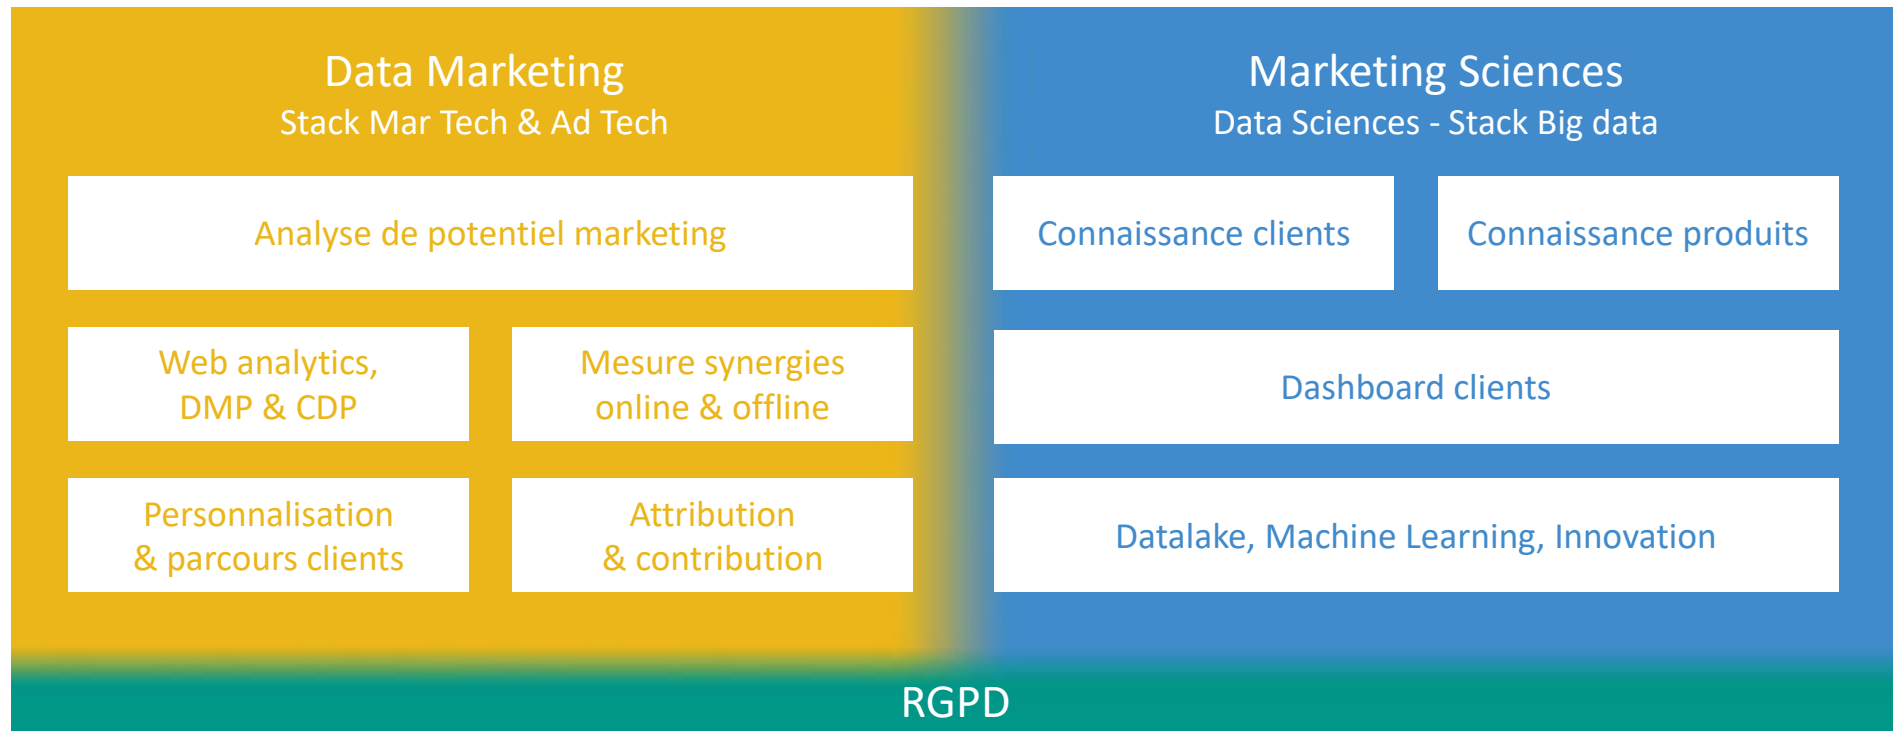 Data Marketing
Stack Mar Tech & Ad Tech
Analyse de potentiel marketing
Web analytics,
DMP & CDP
Mesure synergies
online & offline
Personnalisation
& parcours clients
Attribution
& contribution
Marketing Sciences
Data Sciences - Stack Big data
Connaissance clients
Connaissance produits
Dashboard clients
Datalake, Machine Learning, Innovation
RGPD